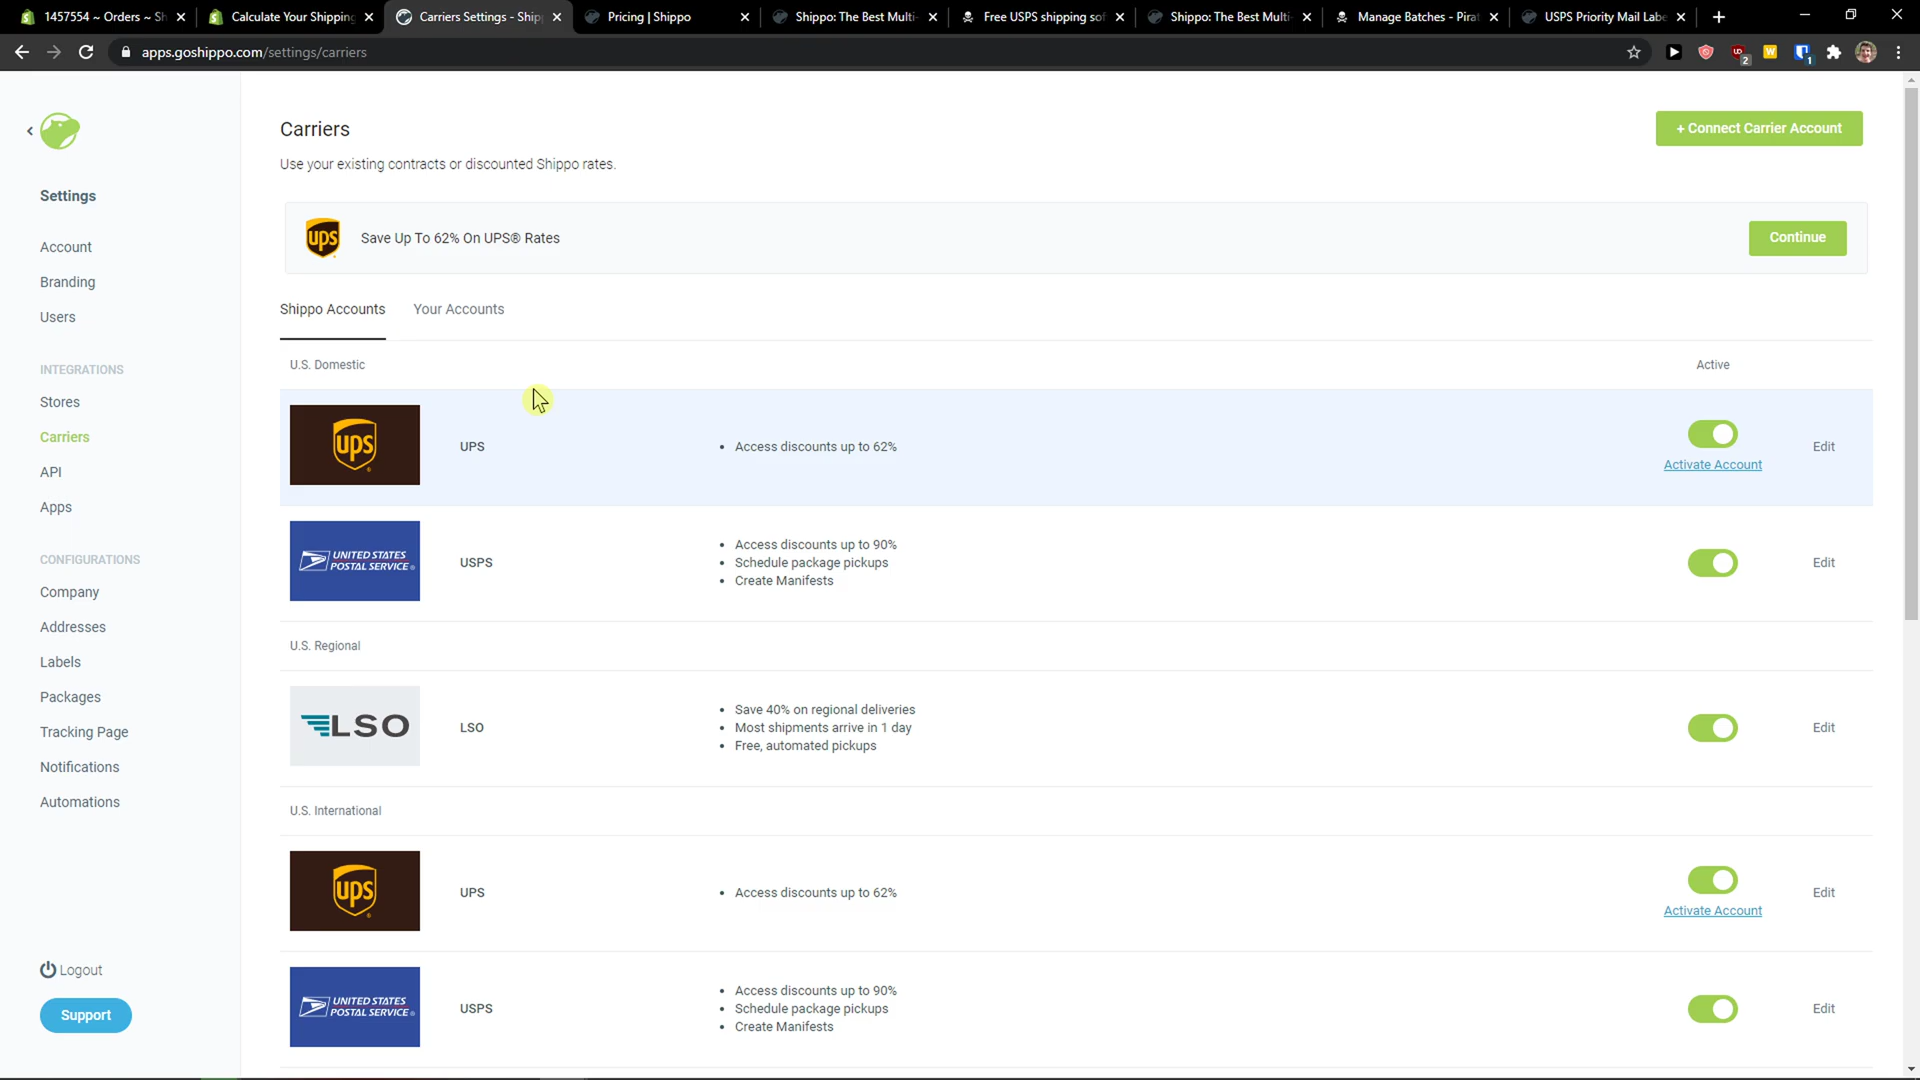 1457554 ~ Orders ~ Sh
Calculate Your Shipping
Carriers Settings - Shipp
Pricing | Shippo
Shippo: The Best Multi-
Free USPS shipping sof
Shippo: The Best Multi-
Manage Batches - Pirat
USPS Priority Mail Labe
apps.goshippo.com/settings/carriers
2
W
1
Settings
Account
Branding
Users
INTEGRATIONS
Stores
Carriers
API
Apps
CONFIGURATIONS
Company
Addresses
Labels
Packages
Tracking Page
Notifications
Automations
Logout
Support
Carriers
+ Connect Carrier Account
Use your existing contracts or discounted Shippo rates.
ups
Save Up To 62% On UPS® Rates
Continue
Shippo Accounts
Your Accounts
U.S. Domestic
Active
ups
UPS
• Access discounts up to 62%
Activate Account
Edit
UNITED STATES
POSTAL SERVICE®
USPS
• Access discounts up to 90%
• Schedule package pickups
• Create Manifests
Edit
U.S. Regional
LSO
LSO
• Save 40% on regional deliveries
• Most shipments arrive in 1 day
• Free, automated pickups
Edit
U.S. International
ups
UPS
• Access discounts up to 62%
Activate Account
Edit
UNITED STATES
POSTAL SERVICE®
USPS
• Access discounts up to 90%
• Schedule package pickups
• Create Manifests
Edit